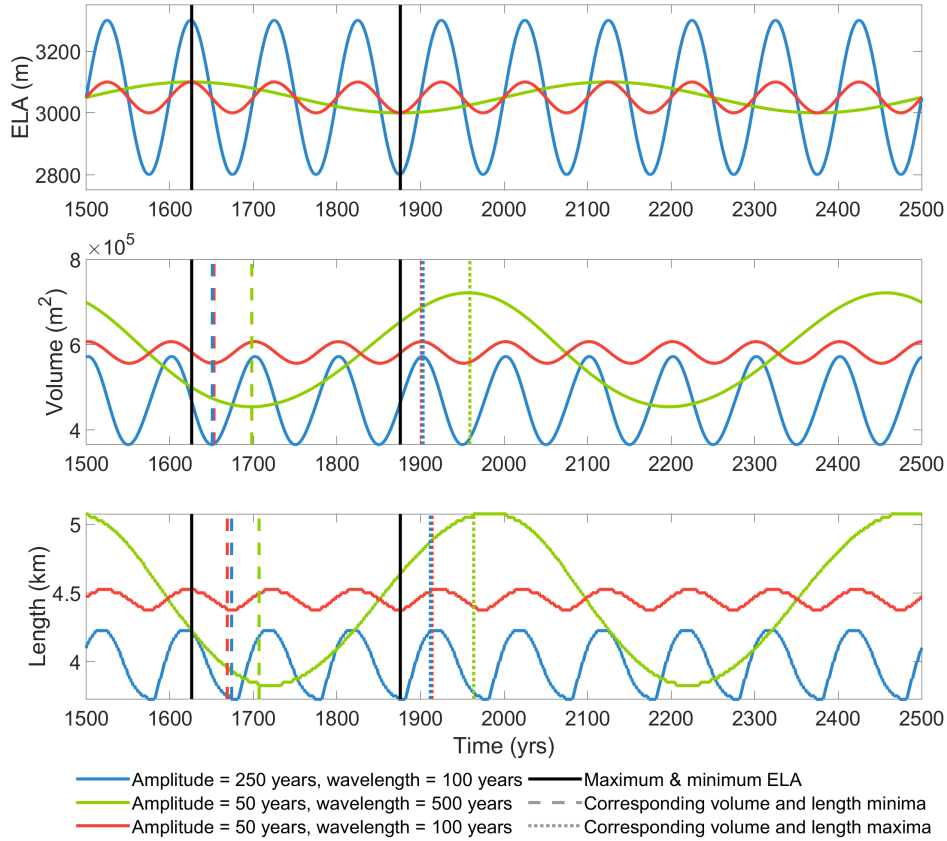 3200
3000
2800
ELA (m)
1500 1600 1700 1800 1900 2000 2100 2200 2300 2400 2500
×10⁵
8
6
4
Volume (m²)
1500 1600 1700 1800 1900 2000 2100 2200 2300 2400 2500
5
4.5
4
Length (km)
1500 1600 1700 1800 1900 2000 2100 2200 2300 2400 2500
Time (yrs)
Amplitude = 250 years, wavelength = 100 years Maximum & minimum ELA
Amplitude = 50 years, wavelength = 500 years Corresponding volume and length minima
Amplitude = 50 years, wavelength = 100 years Corresponding volume and length maxima